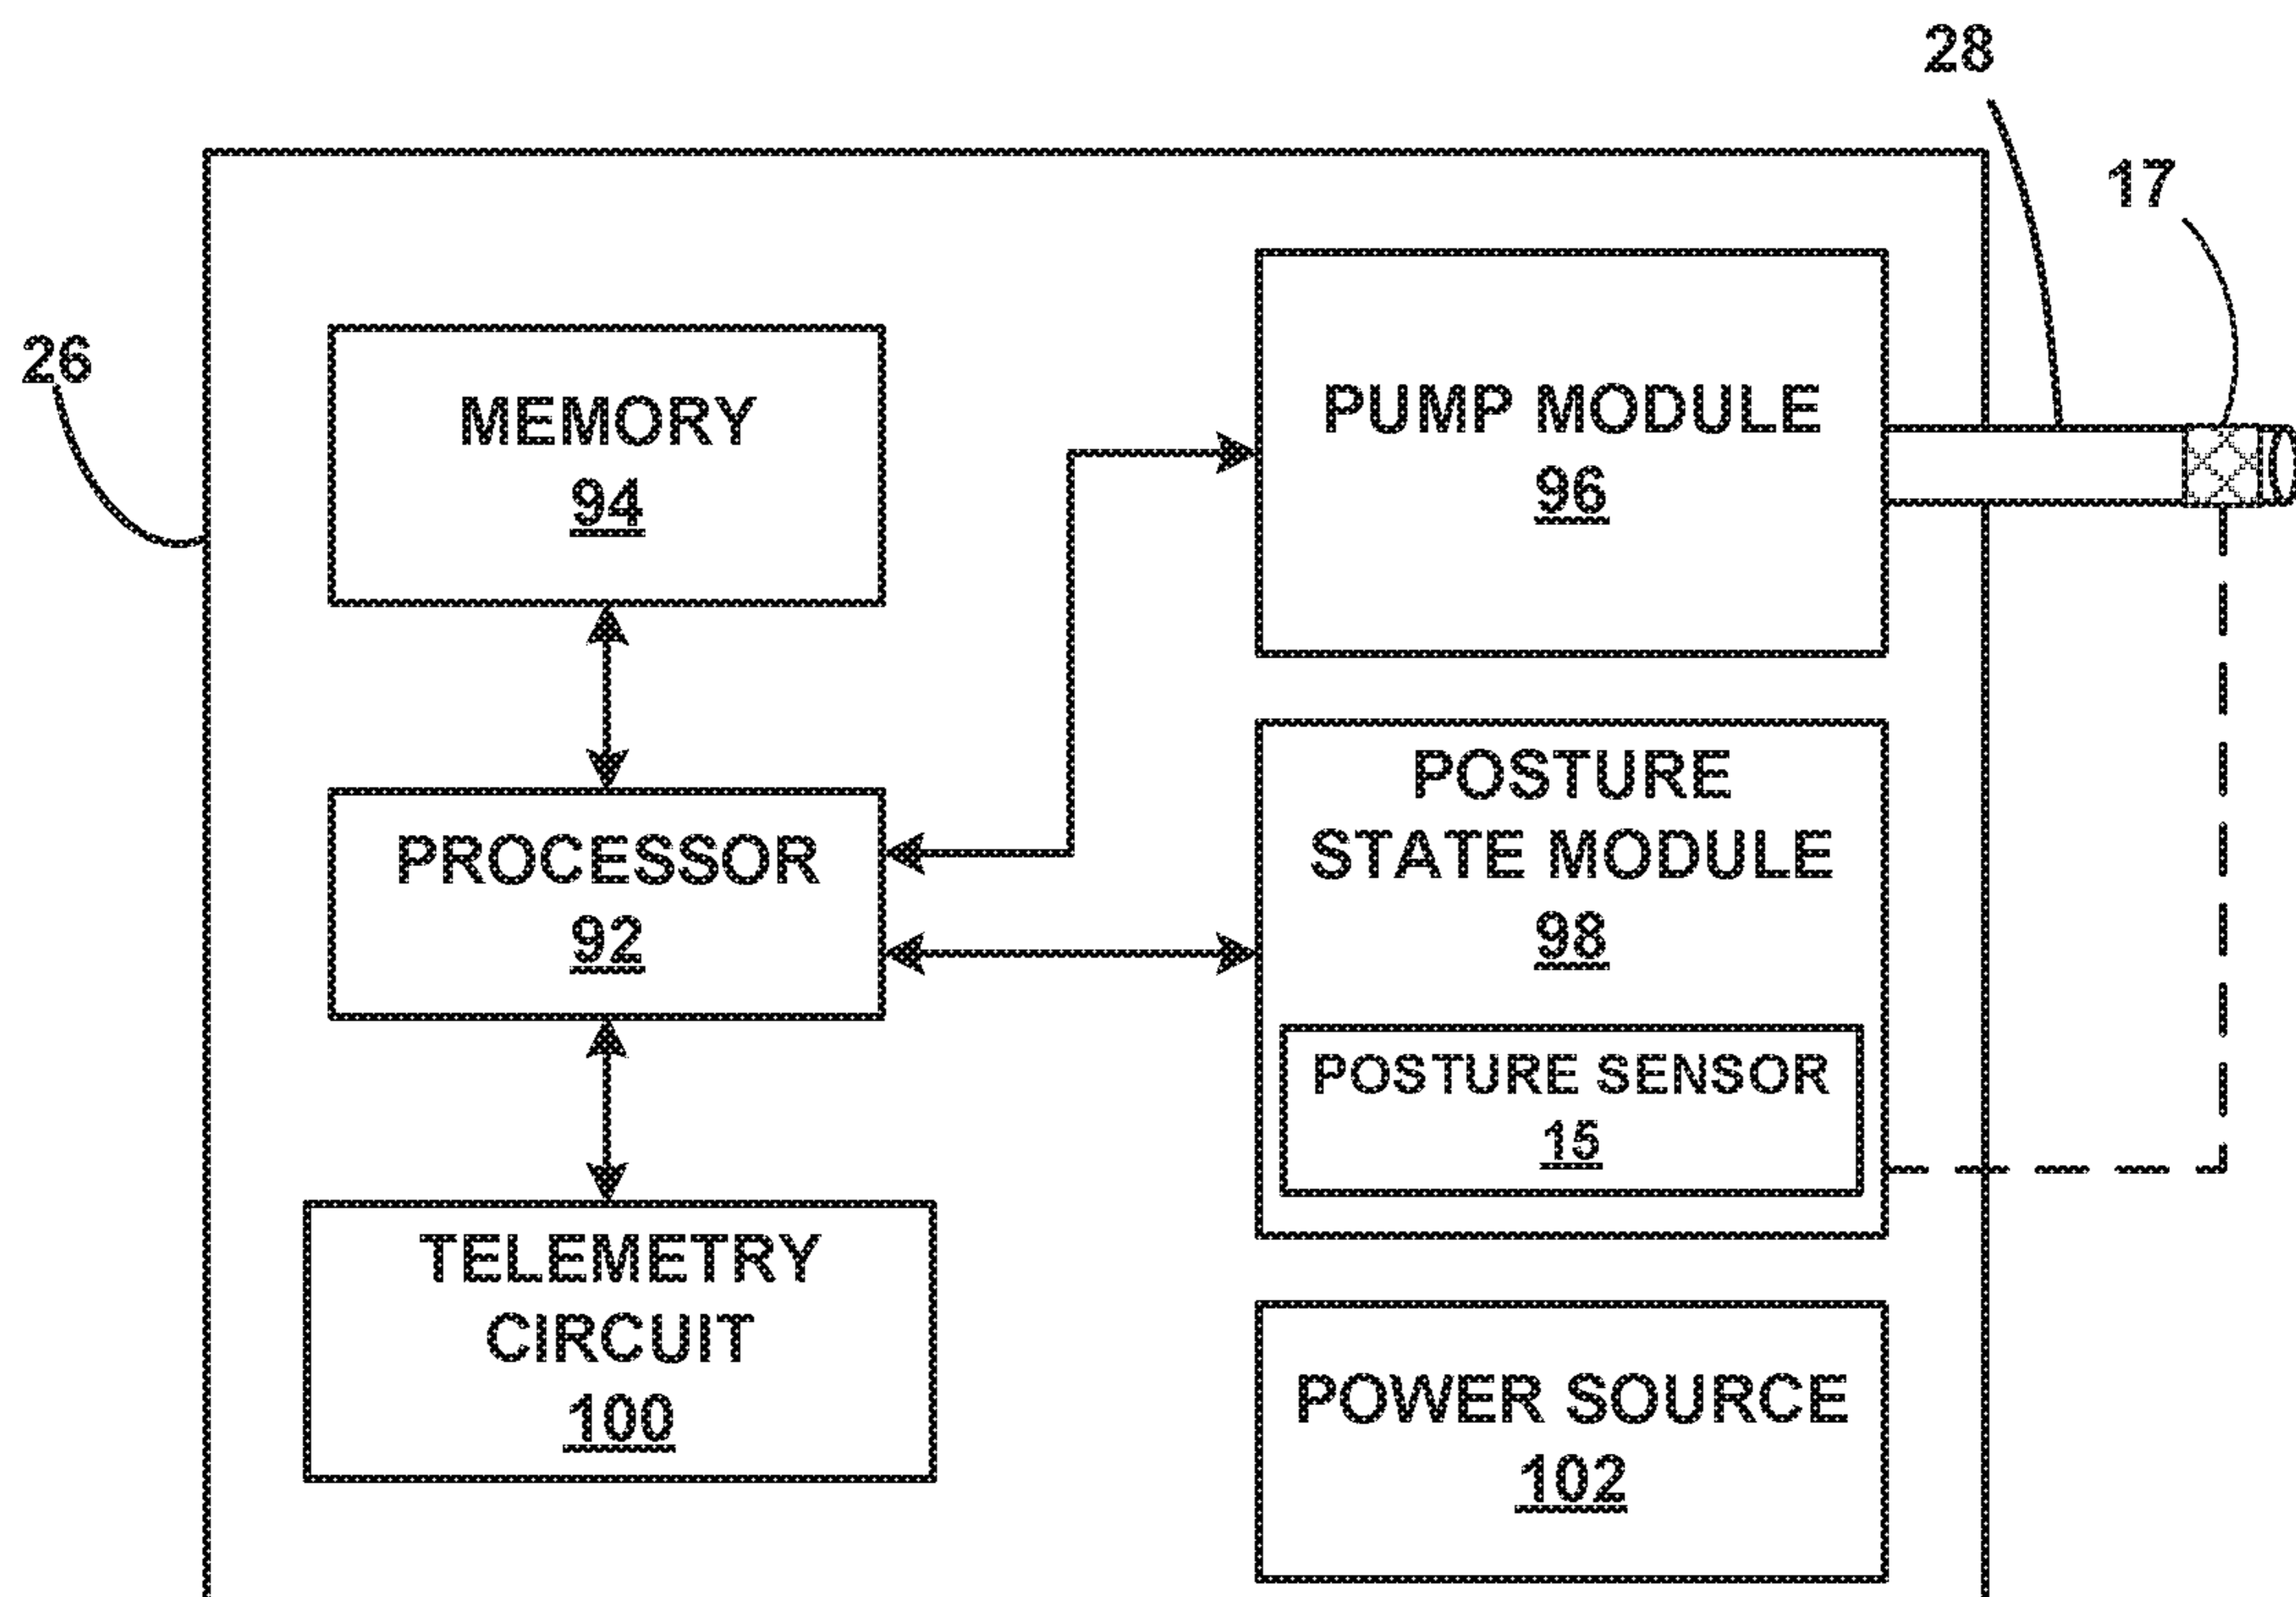 28
17
26
MEMORY
94
PUMP MODULE
96
PROCESSOR
92
POSTURE
STATE MODULE
98
POSTURE SENSOR
15
TELEMETRY
CIRCUIT
100
POWER SOURCE
102